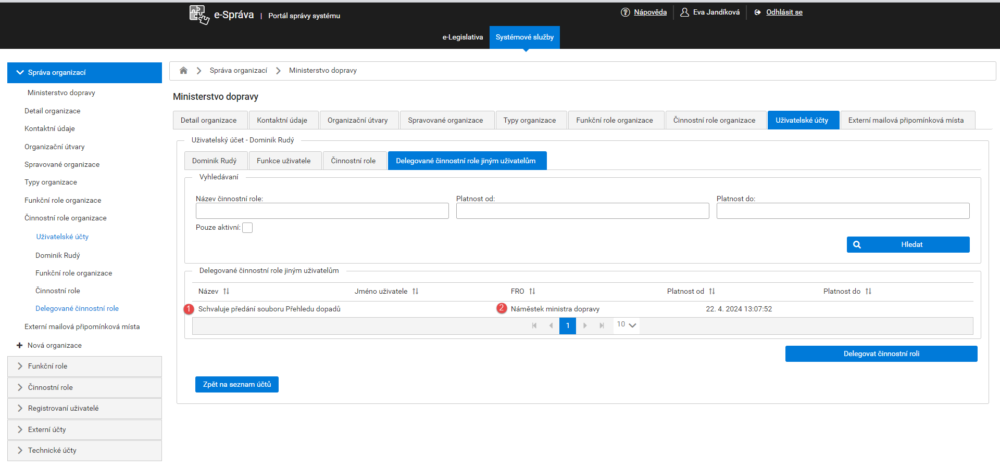 e-Správa | Portál správy systému
Nápověda
Eva Jandíková
Odhlásit se
e-Legislativa
Systémové služby
Správa organizací
Ministerstvo dopravy
Detail organizace
Kontaktní údaje
Organizační útvary
Spravované organizace
Typy organizace
Funkční role organizace
Činnostní role organizace
Uživatelské účty
Dominik Rudý
Funkční role organizace
Činnostní role
Delegované činnostní role
Externí mailová připomínková místa
Nová organizace
Funkční role
Činnostní role
Registrovaní uživatelé
Externí účty
Technické účty
Správa organizací
Ministerstvo dopravy
Ministerstvo dopravy
Detail organizace
Kontaktní údaje
Organizační útvary
Spravované organizace
Typy organizace
Funkční role organizace
Činnostní role organizace
Uživatelské účty
Externí mailová připomínková místa
Uživatelský účet - Dominik Rudý
Dominik Rudý
Funkce uživatele
Činnostní role
Delegované činnostní role jiným uživatelům
Vyhledávaní
Název činnostní role:
Platnost od:
Platnost do:
Pouze aktivní:
Hledat
Delegované činnostní role jiným uživatelům
Název
Jméno uživatele
FRO
Platnost od
Platnost do
1
Schvaluje předání souboru Přehledu dopadů
2
Náměstek ministra dopravy
22. 4. 2024 13:07:52
1
10
Delegovat činnostní roli
Zpět na seznam účtů